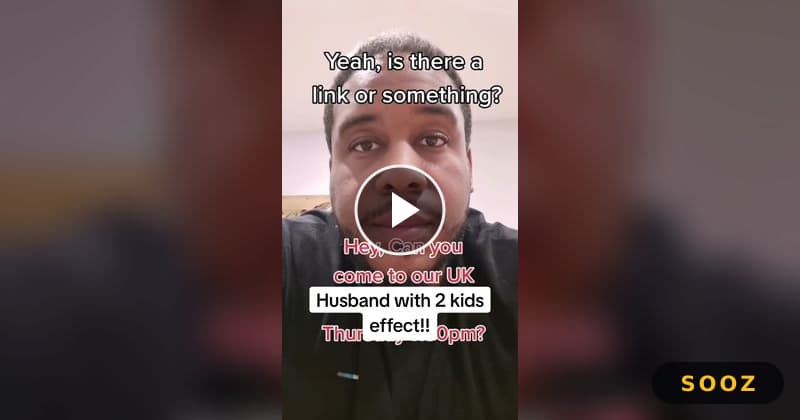 Yeah, is there a
link or something?
Hey, Can you
come to our UK
Husband with 2 kids
effect!!
0pm?
SOOZ